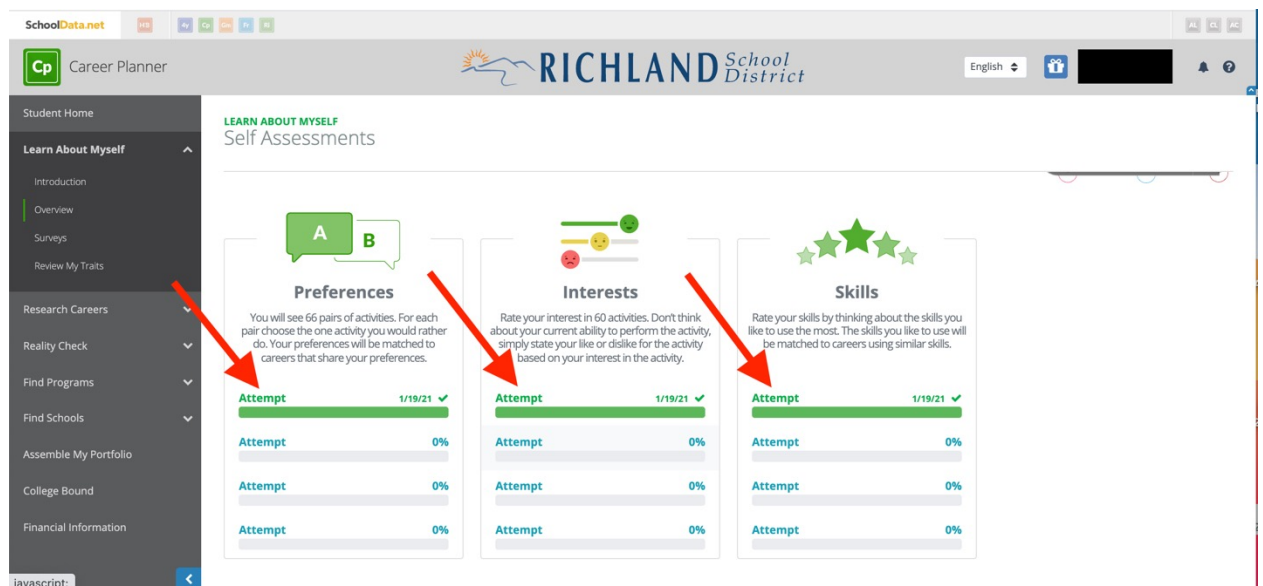 SchoolData.net HB 4y Cp Gm Fr
Cp Career Planner
RICHLAND School District
English
Student Home
Learn About Myself
Introduction
Overview
Surveys
Review My Traits
Research Careers
Reality Check
Find Programs
Find Schools
Assemble My Portfolio
College Bound
Financial Information
javascript:
LEARN ABOUT MYSELF
Self Assessments
A
B
Preferences
You will see 66 pairs of activities. For each
pair choose the one activity you would rather
do. Your preferences will be matched to
careers that share your preferences.
Attempt 1/19/21
Attempt 0%
Attempt 0%
Attempt 0%
Interests
Rate your interest in 60 activities. Don't think
about your current ability to perform the activity,
simply state your like or dislike for the activity
based on your interest in the activity.
Attempt 1/19/21
Attempt 0%
Attempt 0%
Attempt 0%
Skills
Rate your skills by thinking about the skills you
like to use the most. The skills you like to use will
be matched to careers using similar skills.
Attempt 1/19/21
Attempt 0%
Attempt 0%
Attempt 0%